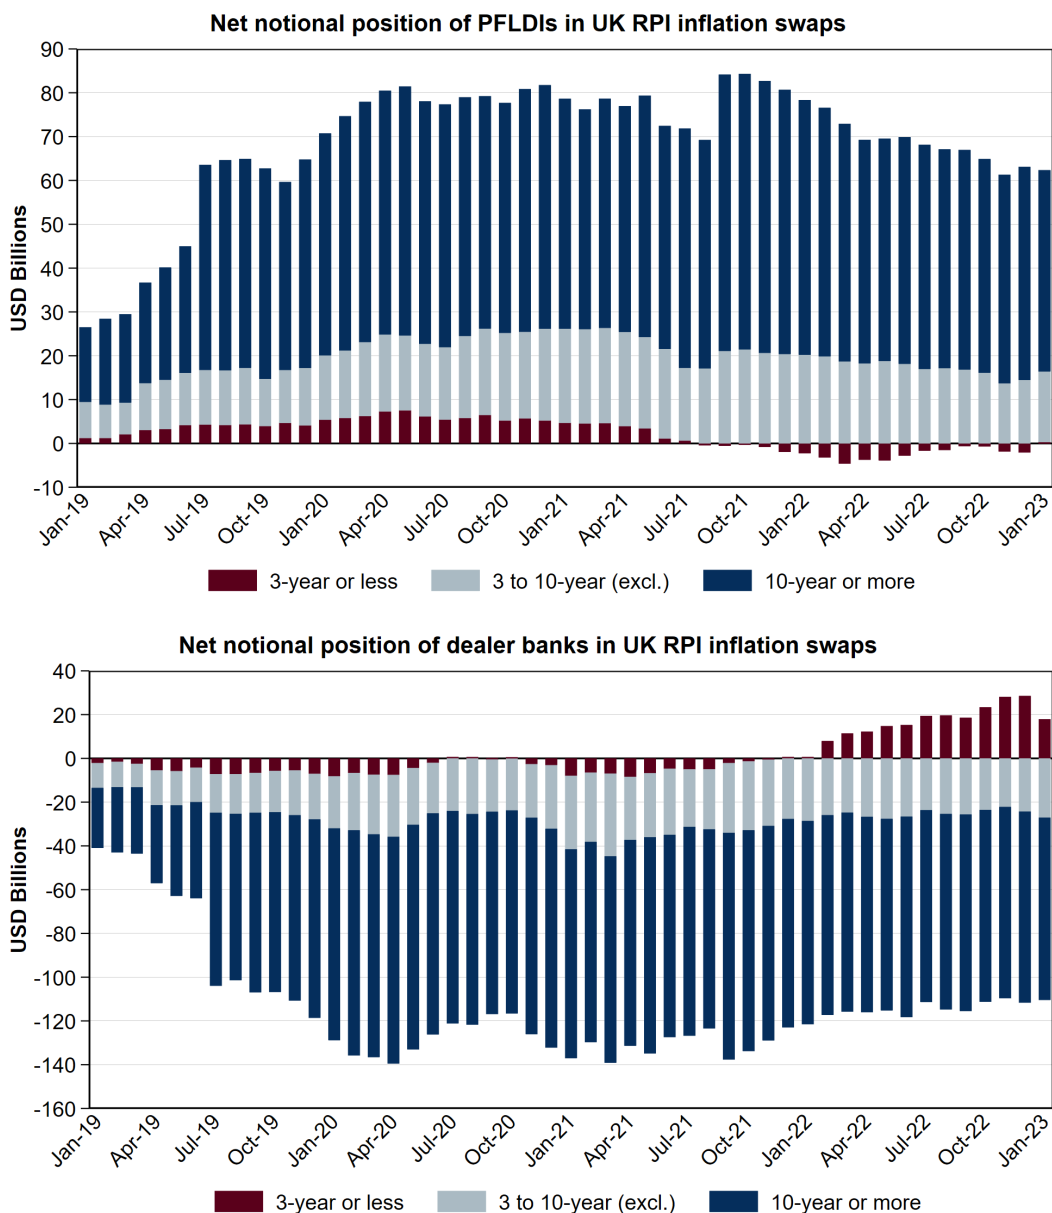 Net notional position of PFLDIs in UK RPI inflation swaps
USD Billions
90
80
70
60
50
40
30
20
10
0
-10
Jan-19 Apr-19 Jul-19 Oct-19 Jan-20 Apr-20 Jul-20 Oct-20 Jan-21 Apr-21 Jul-21 Oct-21 Jan-22 Apr-22 Jul-22 Oct-22 Jan-23
3-year or less 3 to 10-year (excl.) 10-year or more
Net notional position of dealer banks in UK RPI inflation swaps
USD Billions
40
20
0
-20
-40
-60
-80
-100
-120
-140
-160
Jan-19 Apr-19 Jul-19 Oct-19 Jan-20 Apr-20 Jul-20 Oct-20 Jan-21 Apr-21 Jul-21 Oct-21 Jan-22 Apr-22 Jul-22 Oct-22 Jan-23
3-year or less 3 to 10-year (excl.) 10-year or more